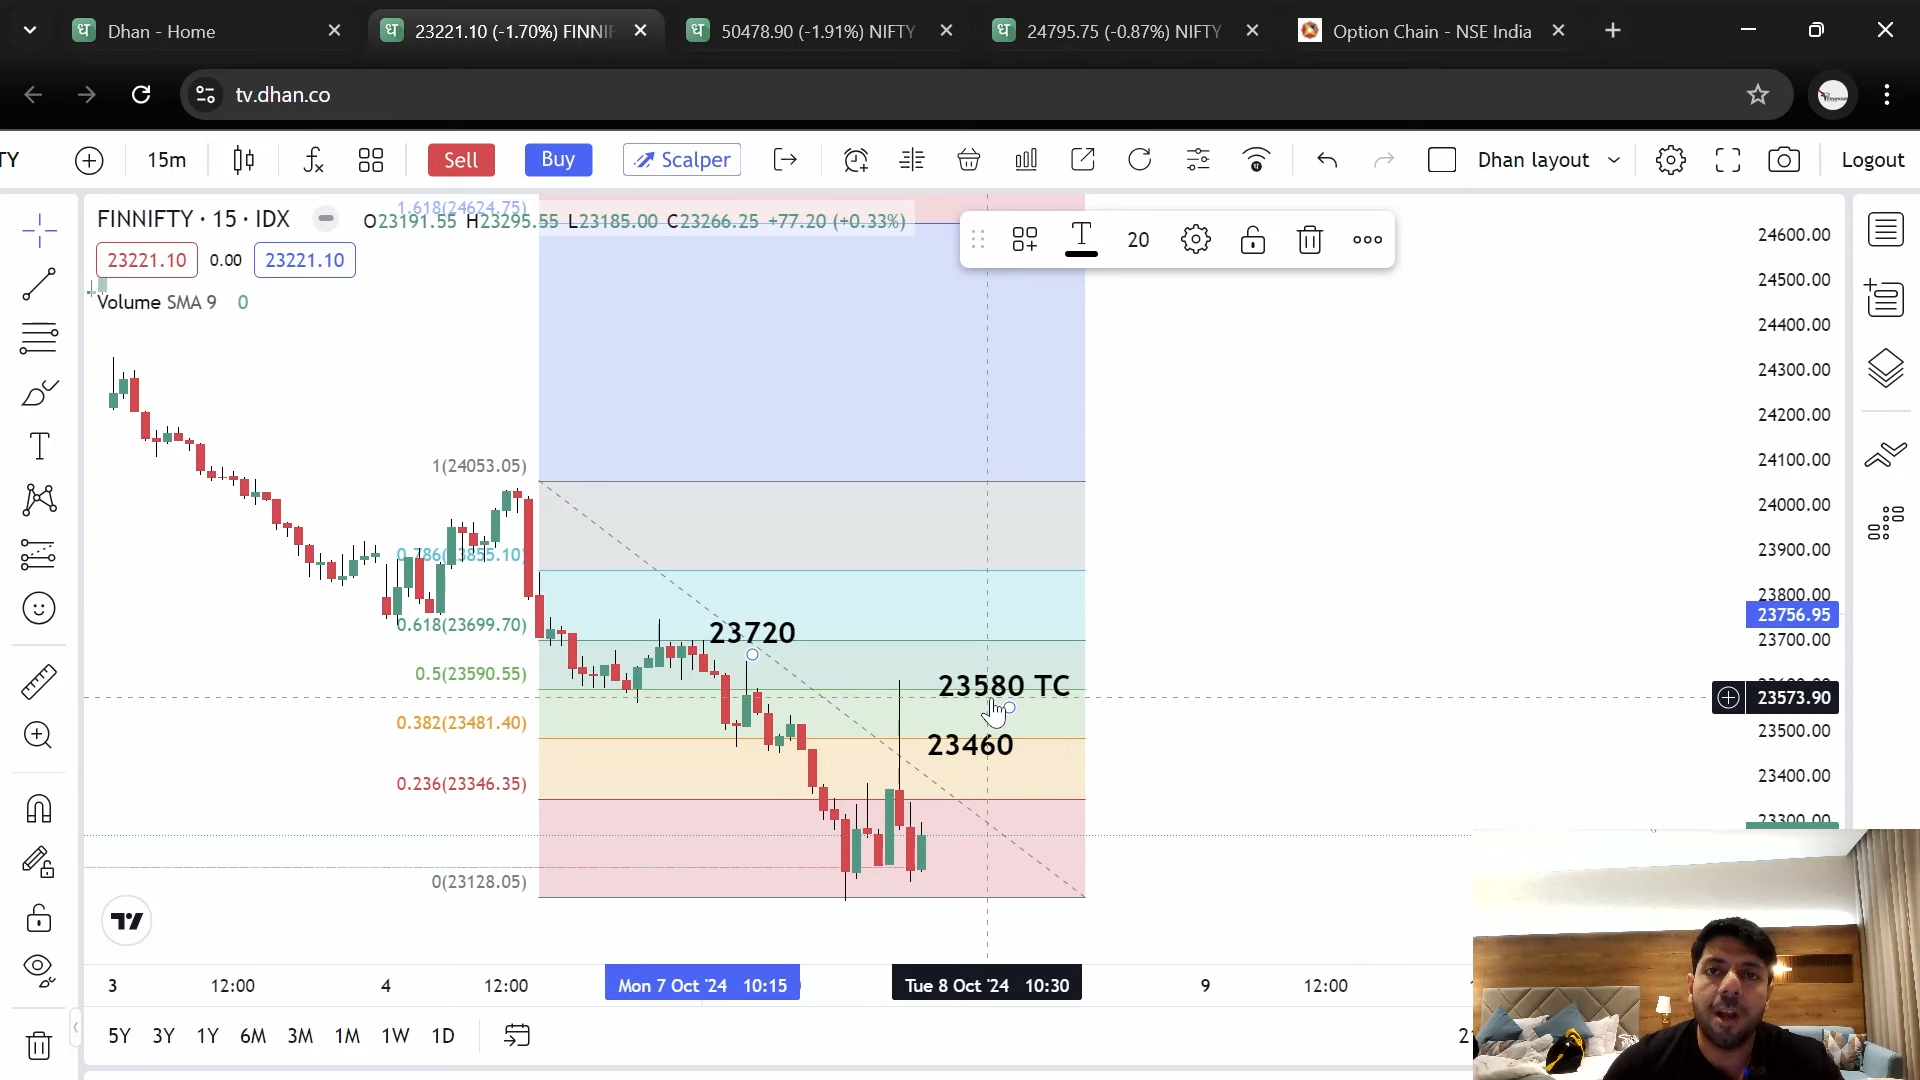 ध Dhan - Home
ध 23221.10 (-1.70%) FINNIF
ध 50478.90 (-1.91%) NIFTY
ध 24795.75 (-0.87%) NIFTY
Option Chain - NSE India
tv.dhan.co
TY
15m
Sell
Buy
Scalper
Dhan layout
Logout
FINNIFTY · 15 · IDX
O23191.55 H23295.55 L23185.00 C23266.25 +77.20 (+0.33%)
1.618(24624.75)
T
20
23221.10
0.00
23221.10
Volume SMA 9 0
1(24053.05)
0.786(23855.10)
0.618(23699.70)
0.5(23590.55)
0.382(23481.40)
0.236(23346.35)
0(23128.05)
23720
23580 TC
23460
24600.00
24500.00
24400.00
24300.00
24200.00
24100.00
24000.00
23900.00
23800.00
23756.95
23700.00
23573.90
23500.00
23400.00
23300.00
3
12:00
4
12:00
Mon 7 Oct '24 10:15
Tue 8 Oct '24 10:30
9
12:00
5Y
3Y
1Y
6M
3M
1M
1W
1D